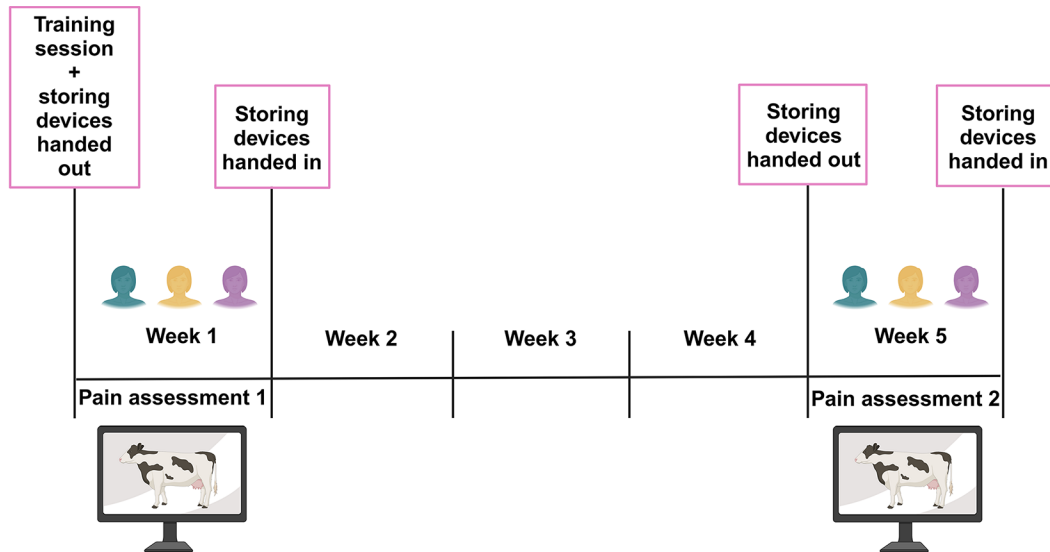 Training
session
+
storing
devices
handed
out
Storing
devices
handed in
Storing
devices
handed out
Storing
devices
handed in
Week 1
Week 2
Week 3
Week 4
Week 5
Pain assessment 1
Pain assessment 2